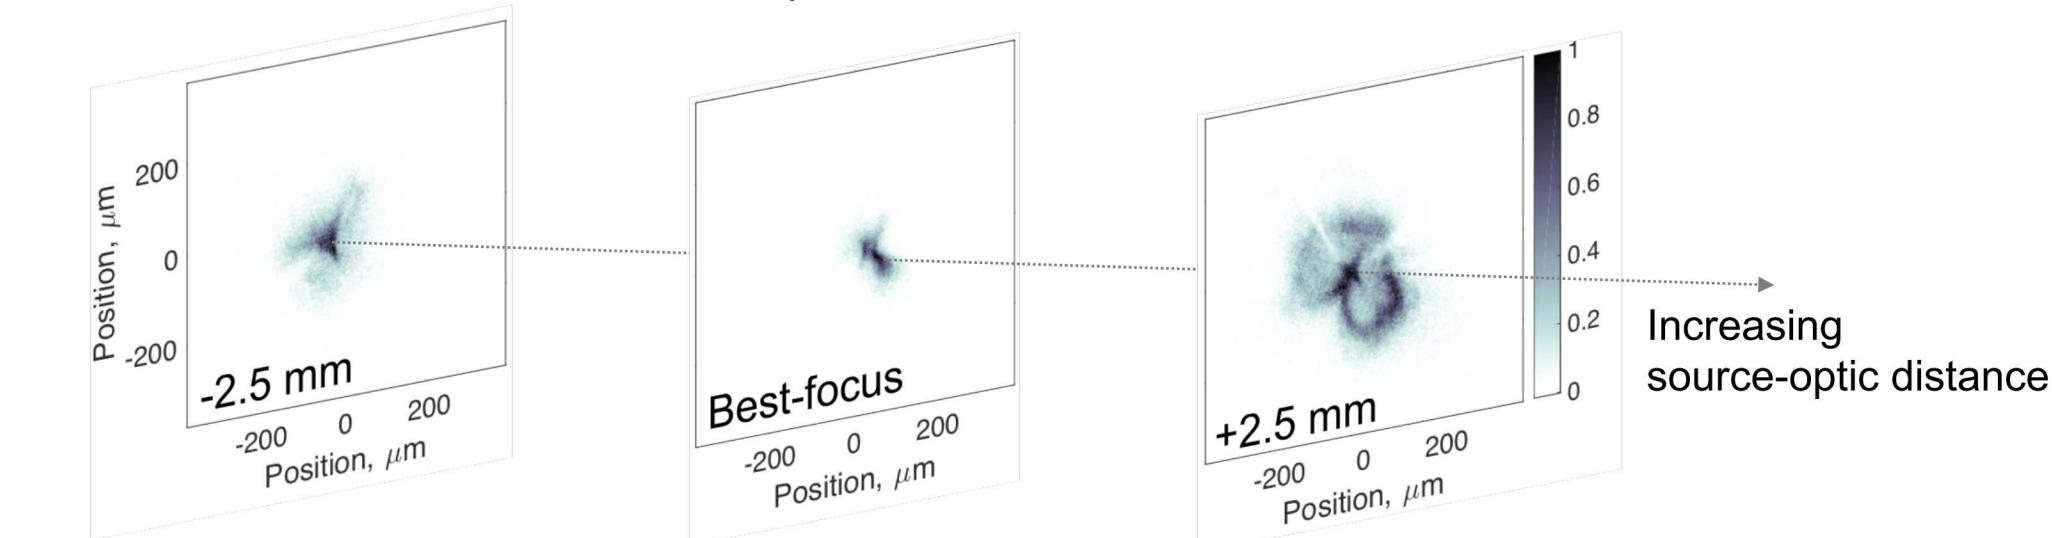 Position, μm
200
0
-200
-2.5 mm
-200 0 200
Position, μm
Best-focus
-200 0 200
Position, μm
+2.5 mm
-200 0 200
Position, μm
1
0.8
0.6
0.4
0.2
0
Increasing
source-optic distance